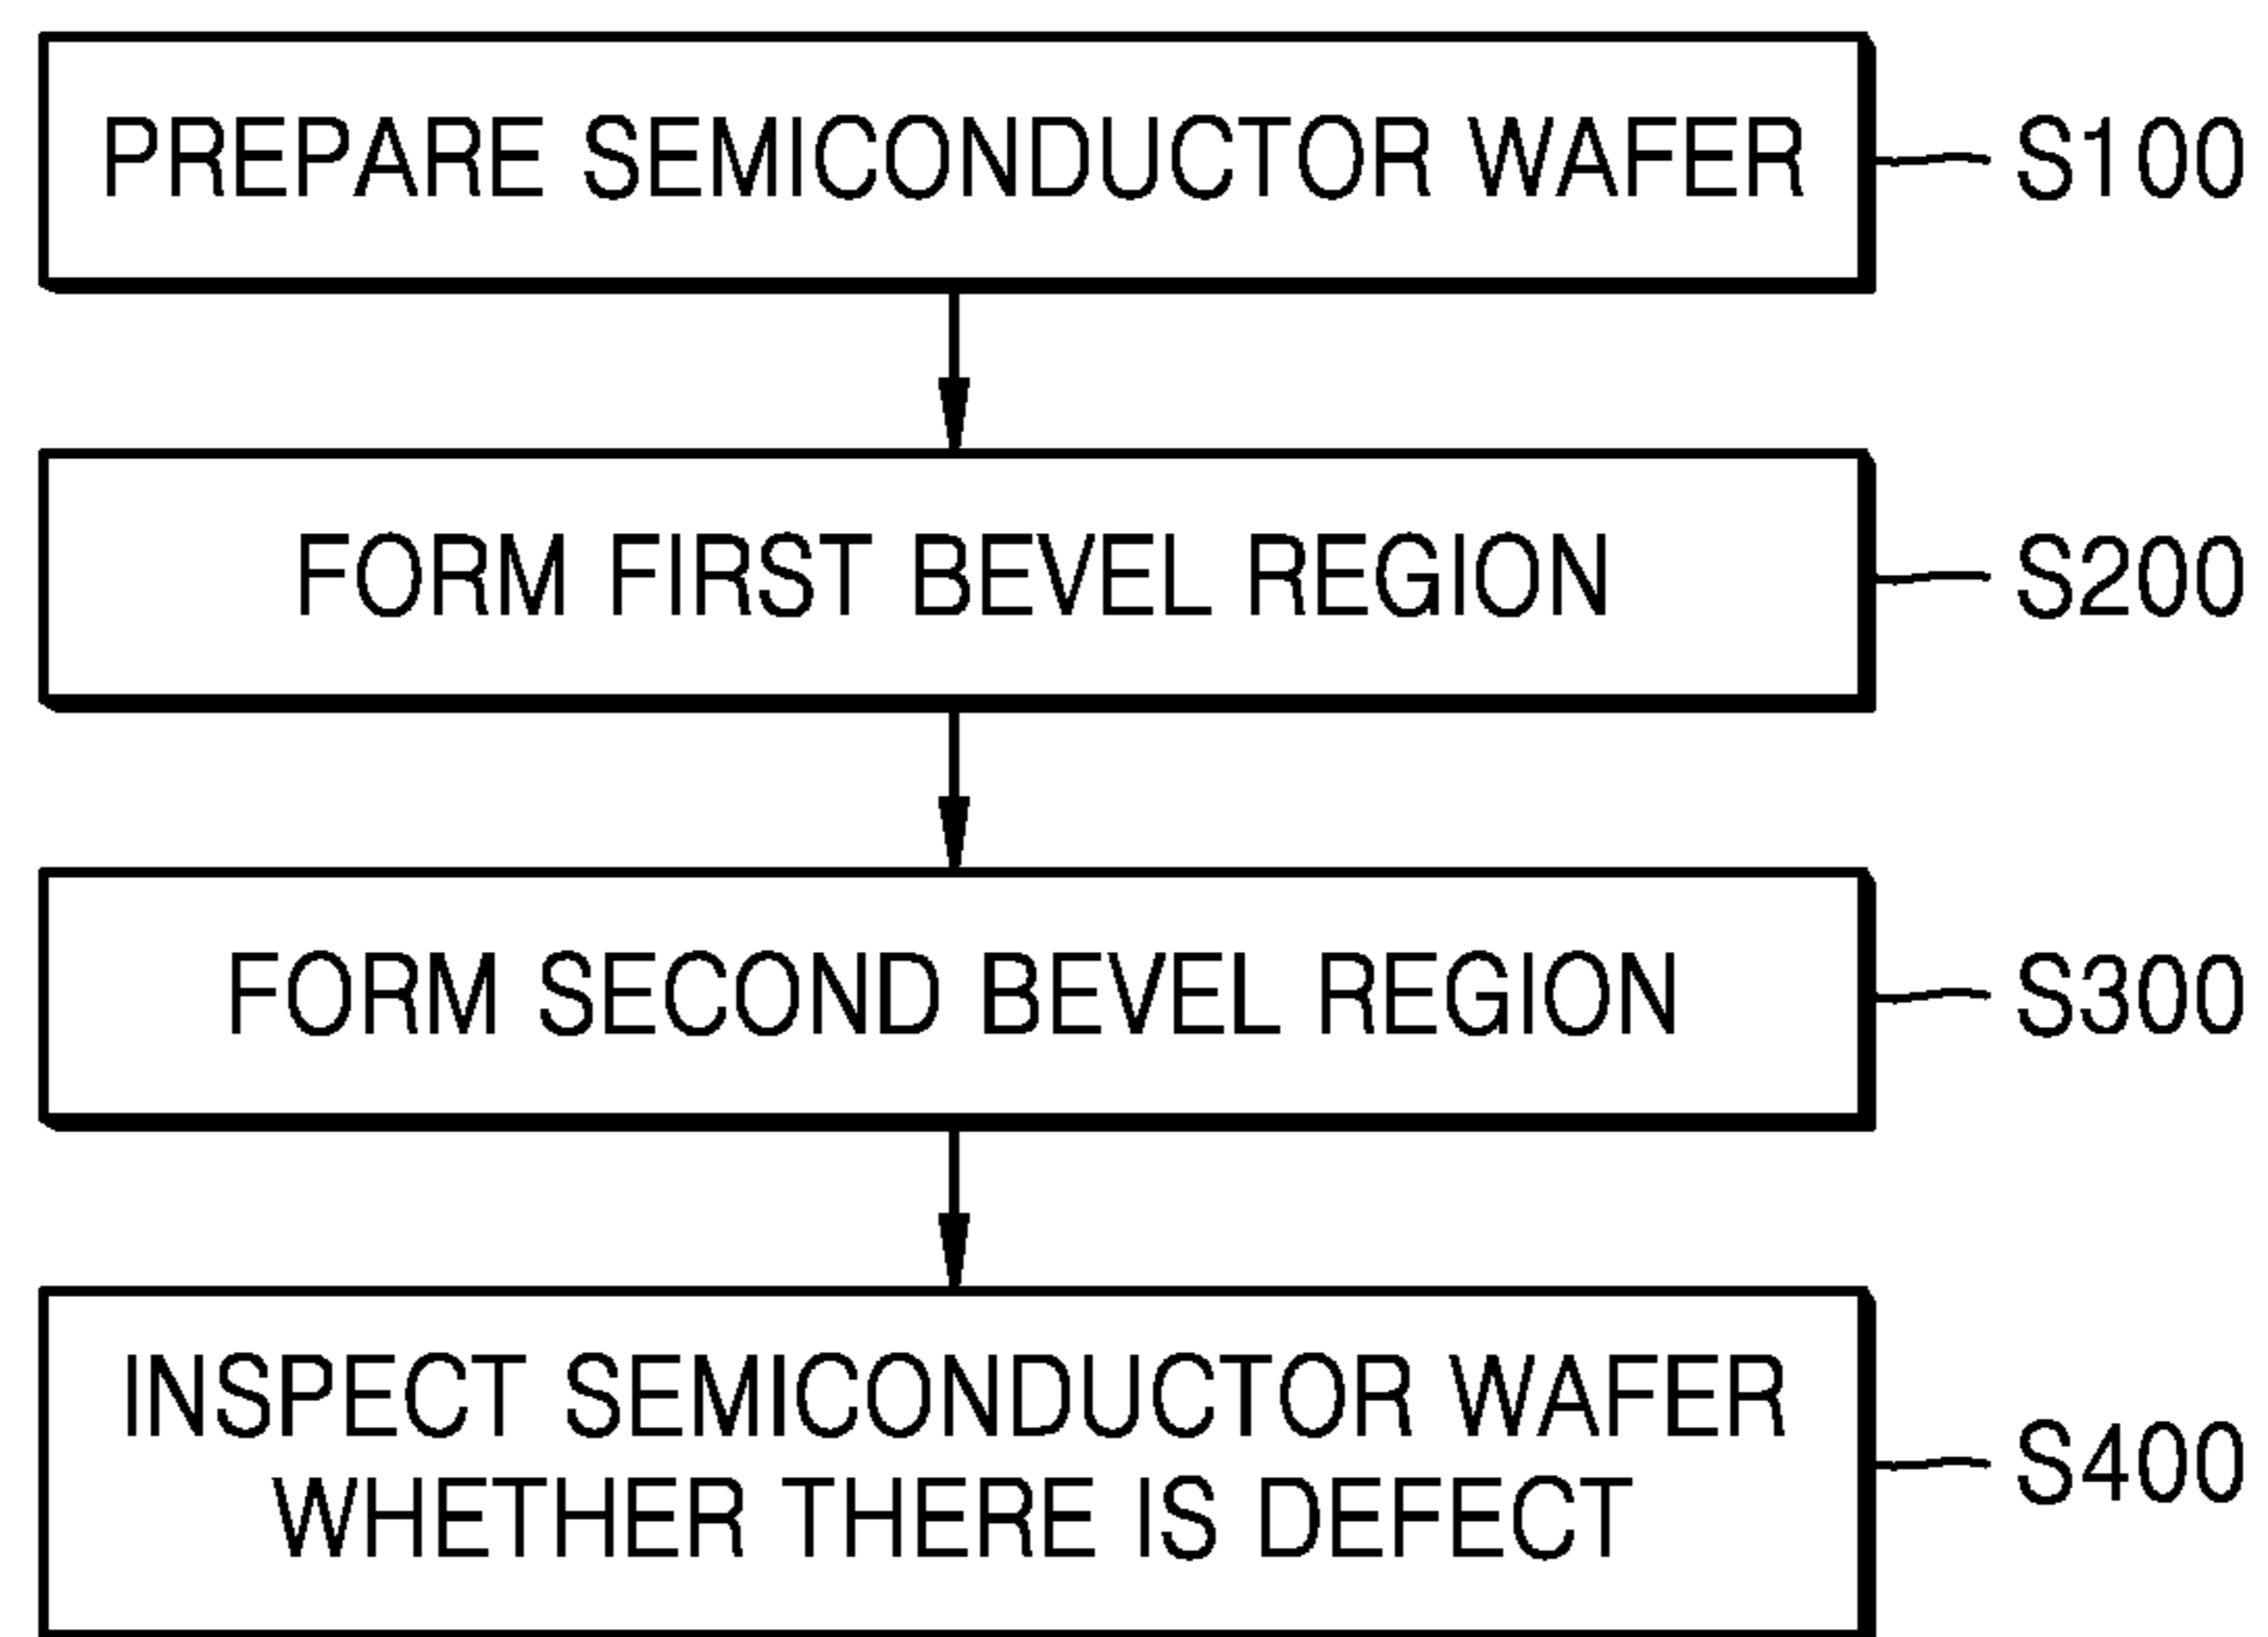 PREPARE SEMICONDUCTOR WAFER
S100
FORM FIRST BEVEL REGION
S200
FORM SECOND BEVEL REGION
S300
INSPECT SEMICONDUCTOR WAFER
WHETHER THERE IS DEFECT
S400